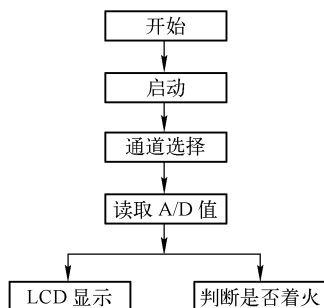 开始
启动
通道选择
读取 A/D 值
LCD 显示
判断是否着火